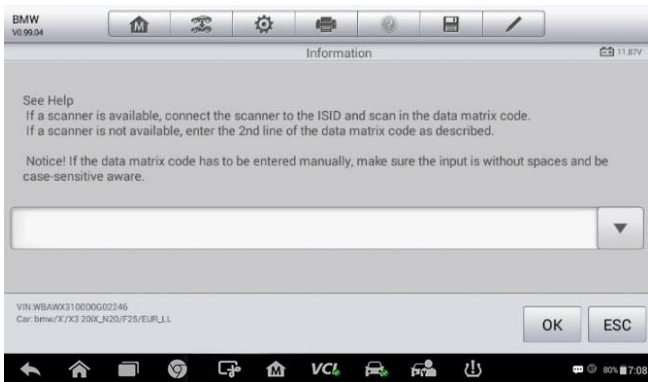 BMW
V0.99.04
Information
11.87V
See Help
If a scanner is available, connect the scanner to the ISID and scan in the data matrix code.
If a scanner is not available, enter the 2nd line of the data matrix code as described.
Notice! If the data matrix code has to be entered manually, make sure the input is without spaces and be
case-sensitive aware.
VIN:WBAWX3100D0G02246
Car: bmw/'X'/X3 20iX_N20/F25/EUR_LL
OK
ESC
VCI
80%
7:08